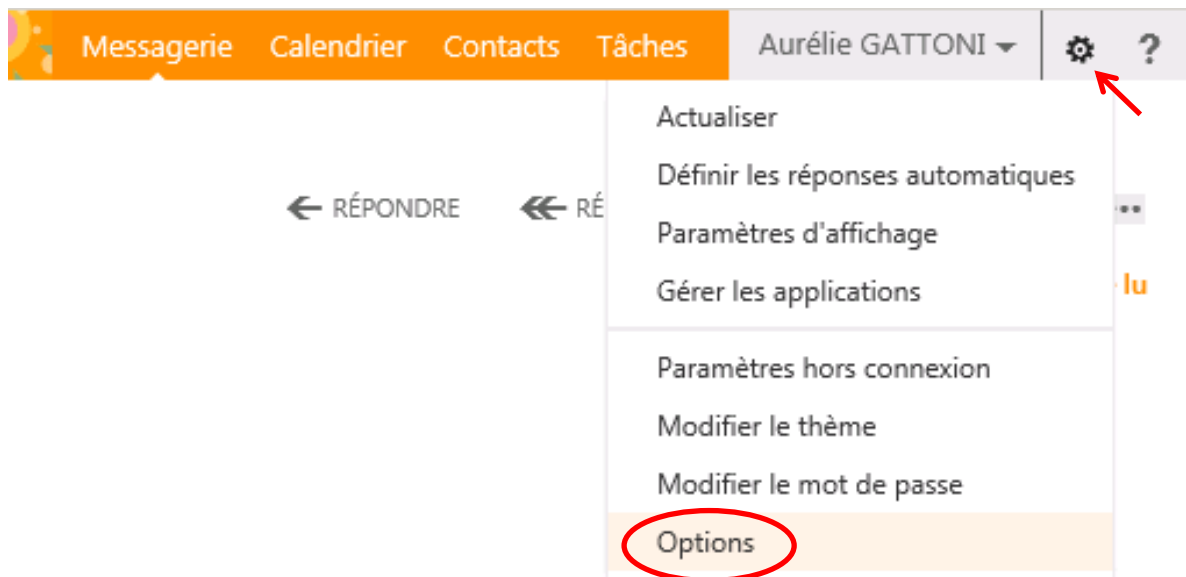 Messagerie Calendrier Contacts Tâches Aurélie GATTONI ?
Actualiser
Définir les réponses automatiques
RÉPONDRE RÉ
Paramètres d'affichage
Gérer les applications
lu
Paramètres hors connexion
Modifier le thème
Modifier le mot de passe
Options